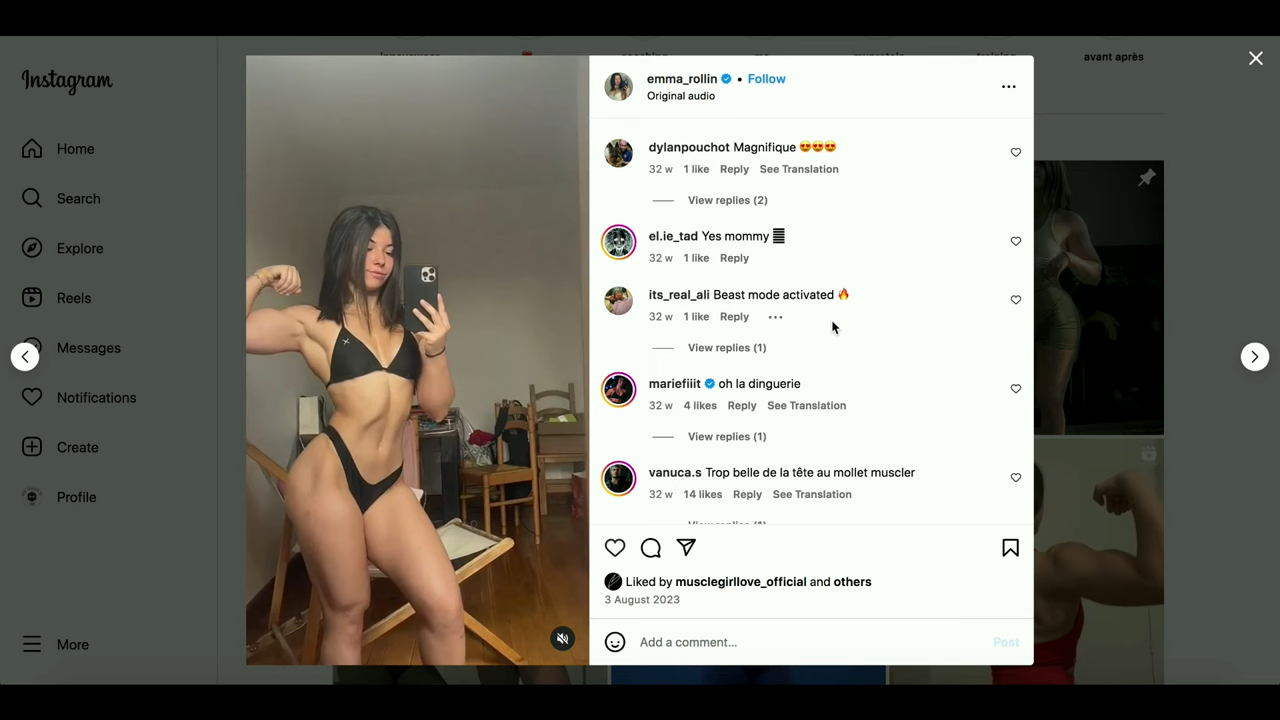 Instagram
Home
Search
Explore
Reels
Messages
Notifications
Create
Profile
More
avant après
emma_rollin • Follow
Original audio
dylanpouchot Magnifique 😍😍😍
32 w 1 like Reply See Translation
View replies (2)
el.ie_tad Yes mommy
32 w 1 like Reply
its_real_ali Beast mode activated 🔥
32 w 1 like Reply
View replies (1)
mariefiiit oh la dinguerie
32 w 4 likes Reply See Translation
View replies (1)
vanuca.s Trop belle de la tête au mollet muscler
32 w 14 likes Reply See Translation
View replies (1)
Liked by musclegirllove_official and others
3 August 2023
Add a comment... Post